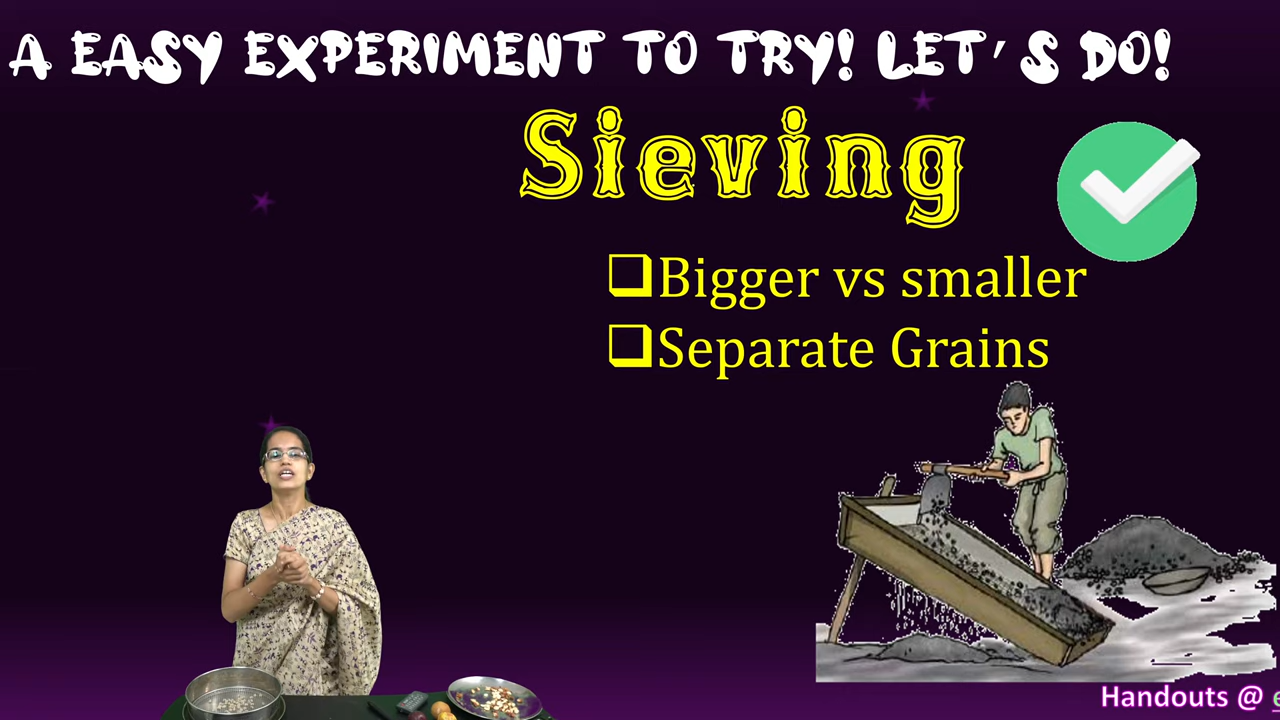 A EASY EXPERIMENT TO TRY! LET'S DO!
Sieving
❑Bigger vs smaller
❑Separate Grains
Handouts @